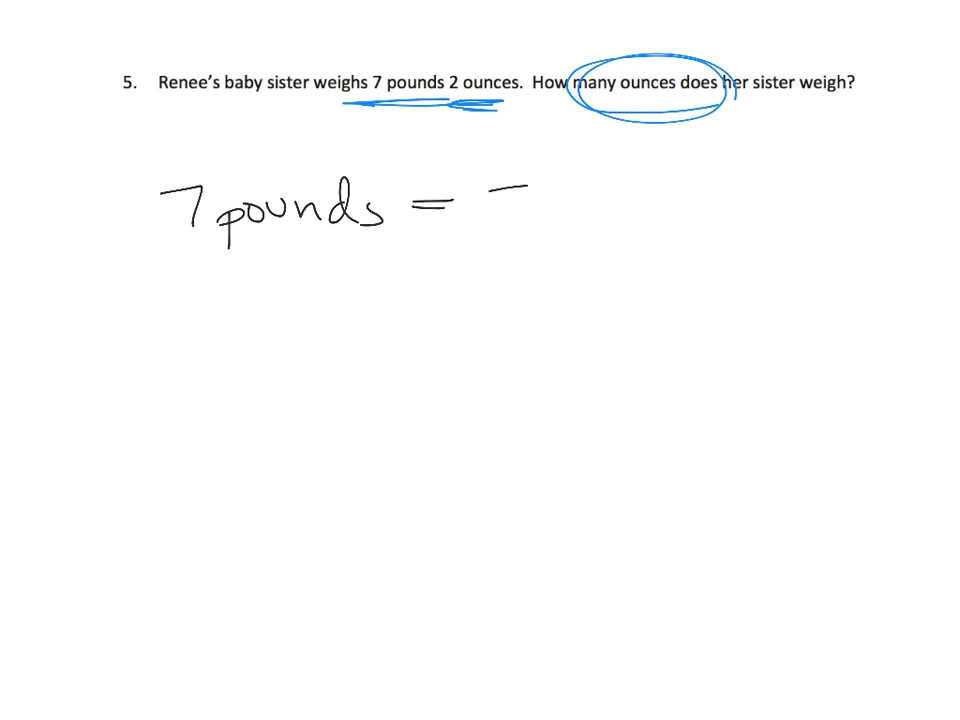 5. Renee's baby sister weighs 7 pounds 2 ounces. How many ounces does her sister weigh?
7 pounds =